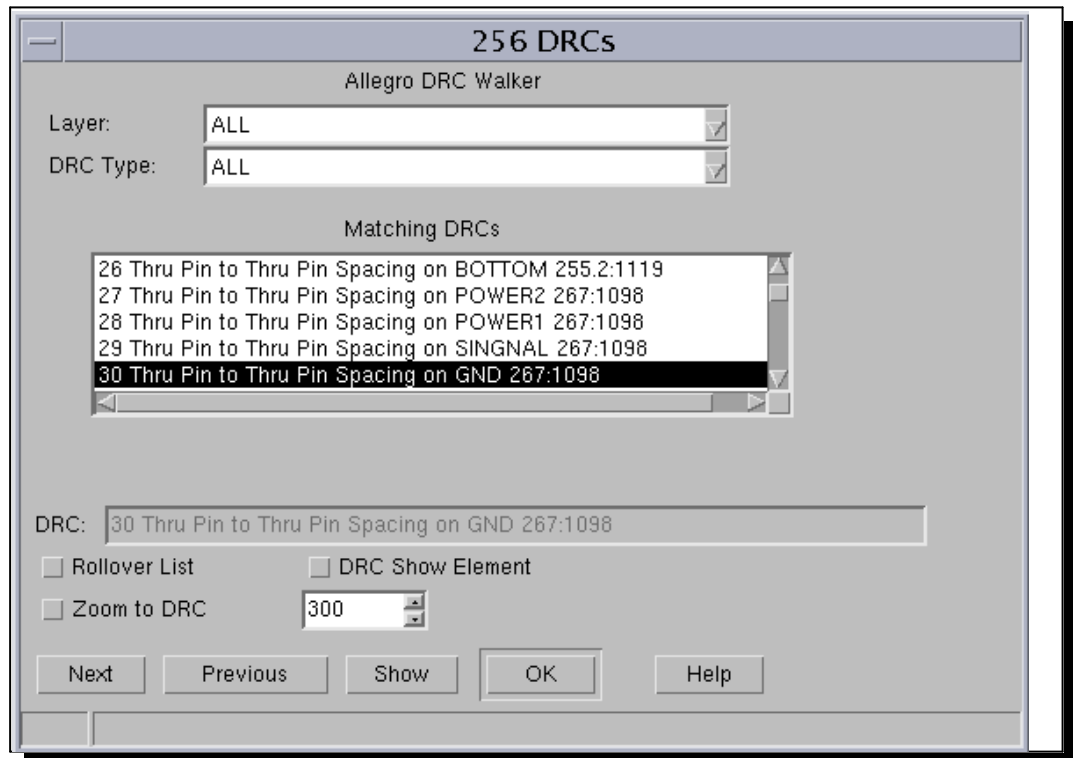 256 DRCs
Allegro DRC Walker
Layer: ALL
DRC Type: ALL
Matching DRCs
26 Thru Pin to Thru Pin Spacing on BOTTOM 255.2:1119
27 Thru Pin to Thru Pin Spacing on POWER2 267:1098
28 Thru Pin to Thru Pin Spacing on POWER1 267:1098
29 Thru Pin to Thru Pin Spacing on SINGNAL 267:1098
30 Thru Pin to Thru Pin Spacing on GND 267:1098
DRC: 30 Thru Pin to Thru Pin Spacing on GND 267:1098
Rollover List DRC Show Element
Zoom to DRC 300
Next Previous Show OK Help